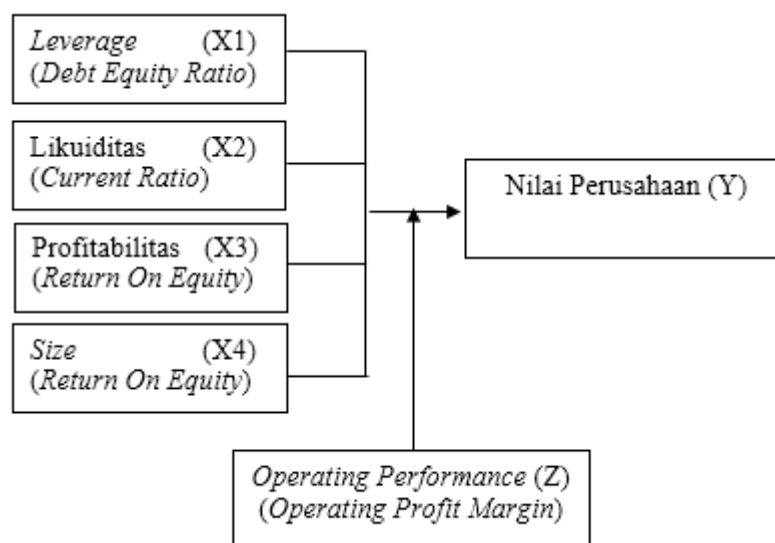 Leverage (X1)
(Debt Equity Ratio)
Likuiditas (X2)
(Current Ratio)
Profitabilitas (X3)
(Return On Equity)
Size (X4)
(Return On Equity)
Nilai Perusahaan (Y)
Operating Performance (Z)
(Operating Profit Margin)